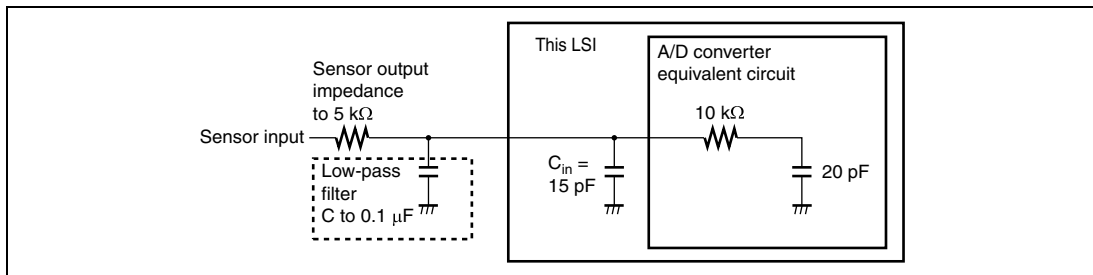 This LSI
A/D converter
equivalent circuit
Sensor output
impedance
to 5 kΩ
10 kΩ
Sensor input
Low-pass
filter
C to 0.1 μF
Cin =
15 pF
20 pF